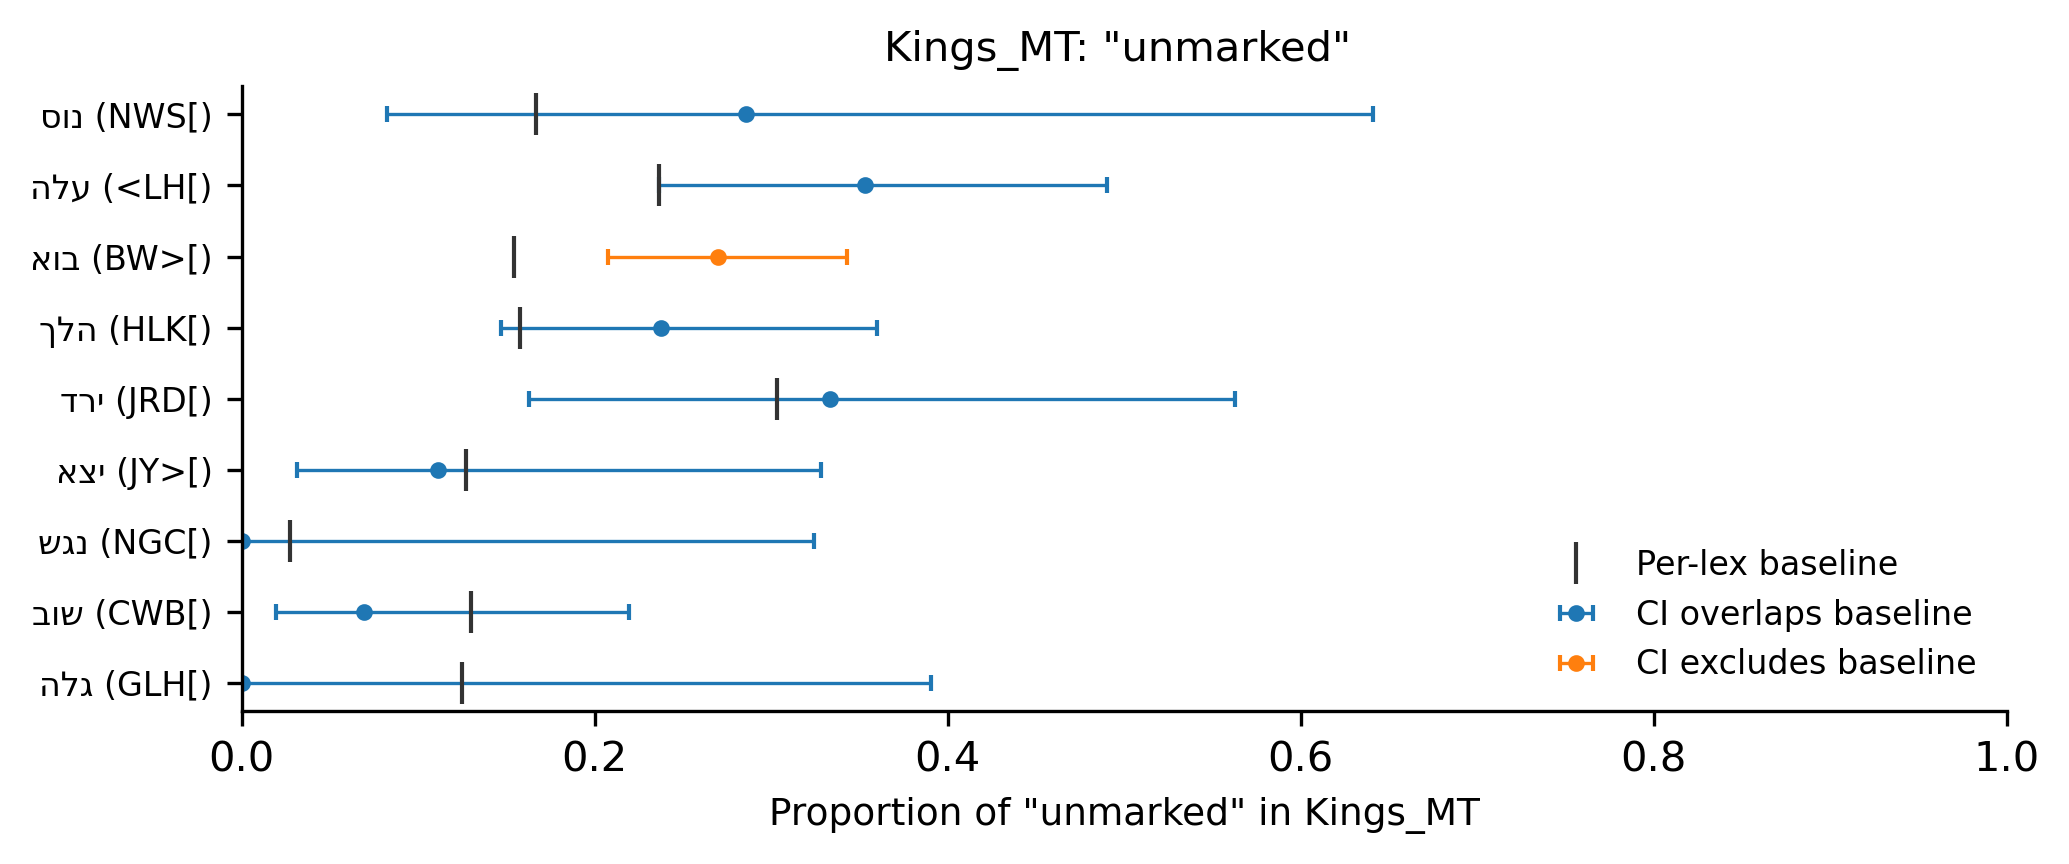 Kings_MT: "unmarked"
נוס (NWS[)
עלה (<LH[)
בוא (BW>[)
הלך (HLK[)
ירד (JRD[)
יצא (JY>[)
נגש (NGC[)
שוב (CWB[)
גלה (GLH[)
Per-lex baseline
CI overlaps baseline
CI excludes baseline
0.0 0.2 0.4 0.6 0.8 1.0
Proportion of "unmarked" in Kings_MT